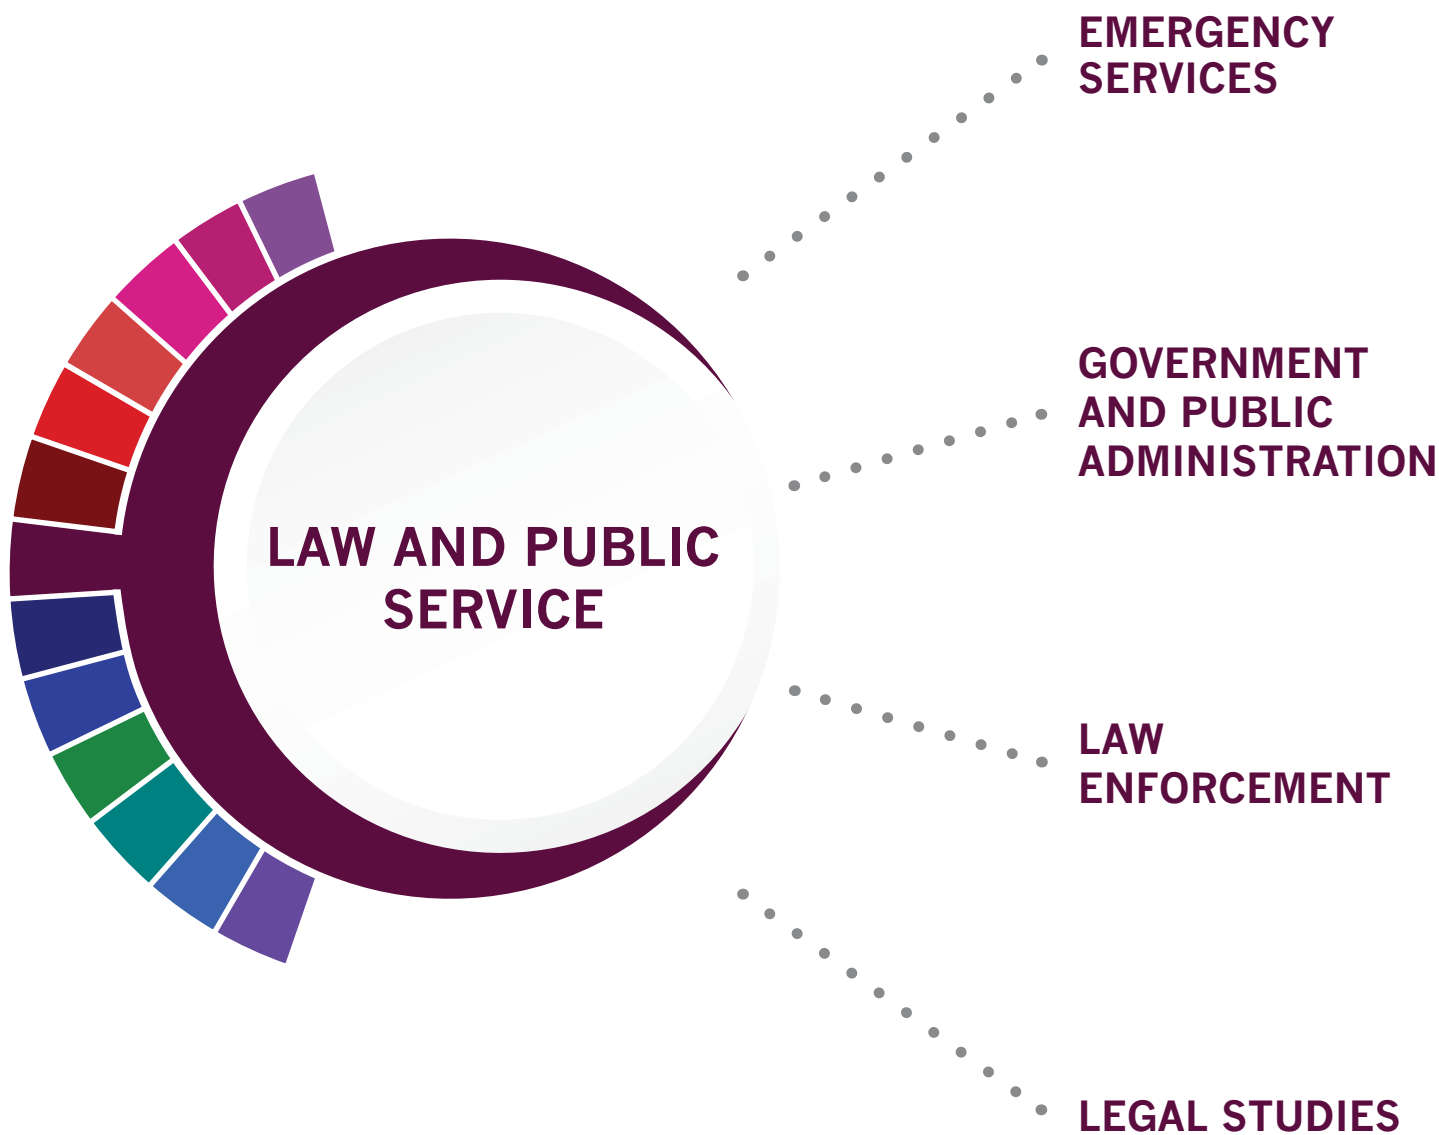 EMERGENCY
SERVICES
GOVERNMENT
AND PUBLIC
ADMINISTRATION
LAW AND PUBLIC
SERVICE
LAW
ENFORCEMENT
LEGAL STUDIES